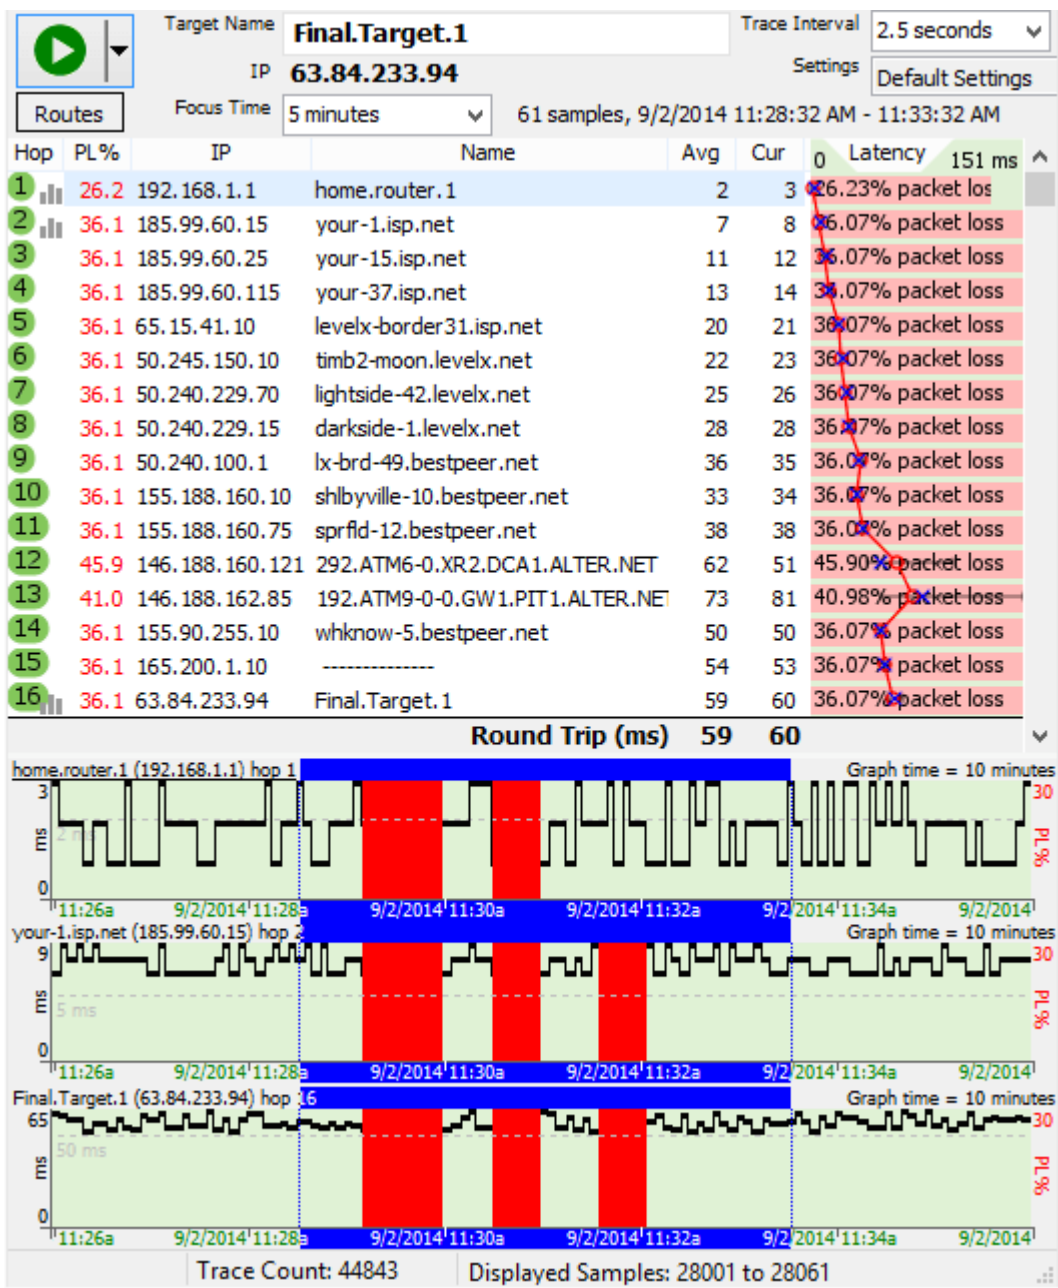 Target Name Final.Target.1 Trace Interval 2.5 seconds
IP 63.84.233.94 Settings Default Settings
Routes Focus Time 5 minutes 61 samples, 9/2/2014 11:28:32 AM - 11:33:32 AM
Hop PL% IP Name Avg Cur 0 Latency 151 ms
1 26.2 192.168.1.1 home.router.1 2 3 26.23% packet los
2 36.1 185.99.60.15 your-1.isp.net 7 8 36.07% packet loss
3 36.1 185.99.60.25 your-15.isp.net 11 12 36.07% packet loss
4 36.1 185.99.60.115 your-37.isp.net 13 14 36.07% packet loss
5 36.1 65.15.41.10 levelx-border31.isp.net 20 21 36.07% packet loss
6 36.1 50.245.150.10 timb2-moon.levelx.net 22 23 36.07% packet loss
7 36.1 50.240.229.70 lightside-42.levelx.net 25 26 36.07% packet loss
8 36.1 50.240.229.15 darkside-1.levelx.net 28 28 36.07% packet loss
9 36.1 50.240.100.1 lx-brd-49.bestpeer.net 36 35 36.07% packet loss
10 36.1 155.188.160.10 shlbyville-10.bestpeer.net 33 34 36.07% packet loss
11 36.1 155.188.160.75 sprfld-12.bestpeer.net 38 38 36.07% packet loss
12 45.9 146.188.160.121 292.ATM6-0.XR2.DCA1.ALTER.NET 62 51 45.90% packet loss
13 41.0 146.188.162.85 192.ATM9-0-0.GW1.PIT1.ALTER.NET 73 81 40.98% packet loss
14 36.1 155.90.255.10 whknow-5.bestpeer.net 50 50 36.07% packet loss
15 36.1 165.200.1.10 -------------- 54 53 36.07% packet loss
16 36.1 63.84.233.94 Final.Target.1 59 60 36.07% packet loss
Round Trip (ms) 59 60
home.router.1 (192.168.1.1) hop 1 Graph time = 10 minutes
3 30
2 ms
ms PL%
0
11:26a 9/2/2014 11:28a 9/2/2014 11:30a 9/2/2014 11:32a 9/2/2014 11:34a 9/2/2014
your-1.isp.net (185.99.60.15) hop 2 Graph time = 10 minutes
9 30
5 ms
ms PL%
0
11:26a 9/2/2014 11:28a 9/2/2014 11:30a 9/2/2014 11:32a 9/2/2014 11:34a 9/2/2014
Final.Target.1 (63.84.233.94) hop 16 Graph time = 10 minutes
65 30
50 ms
ms PL%
0
11:26a 9/2/2014 11:28a 9/2/2014 11:30a 9/2/2014 11:32a 9/2/2014 11:34a 9/2/2014
Trace Count: 44843 Displayed Samples: 28001 to 28061